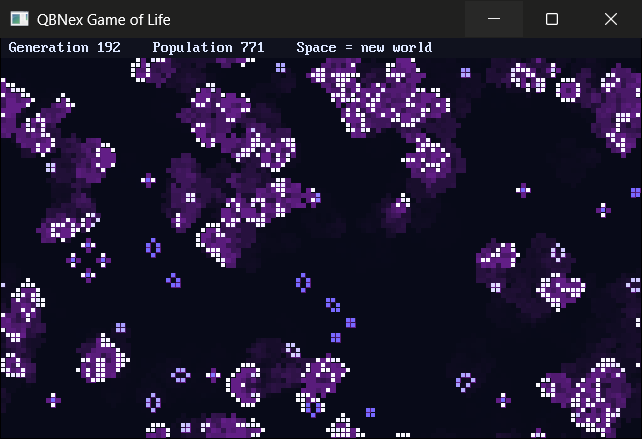 QBNex Game of Life
Generation 192    Population 771    Space = new world